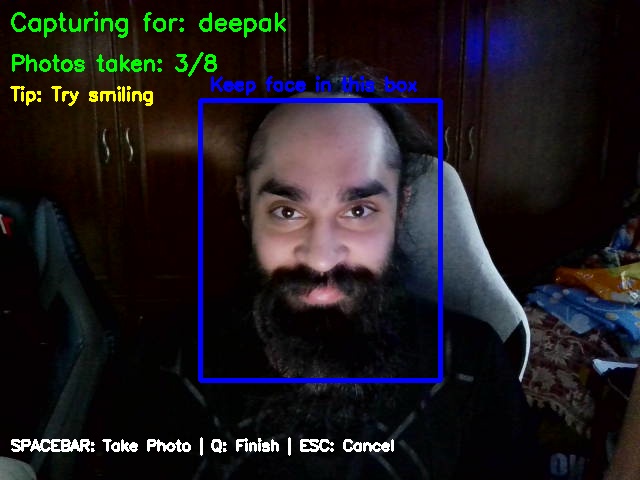 Capturing for: deepak
Photos taken: 3/8
Tip: Try smiling
Keep face in this box
SPACEBAR: Take Photo | Q: Finish | ESC: Cancel